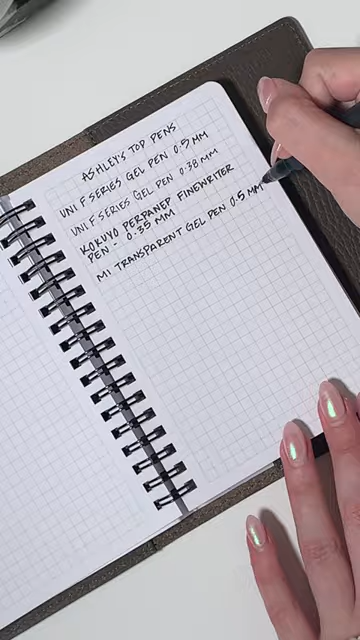 ASHLEY'S TOP PENS
UNI F SERIES GEL PEN 0.5 MM
UNI F SERIES GEL PEN 0.38 MM
KOKUYO PERPANEP FINEWRITER
PEN - 0.35 MM
MI TRANSPARENT GEL PEN 0.5 MM